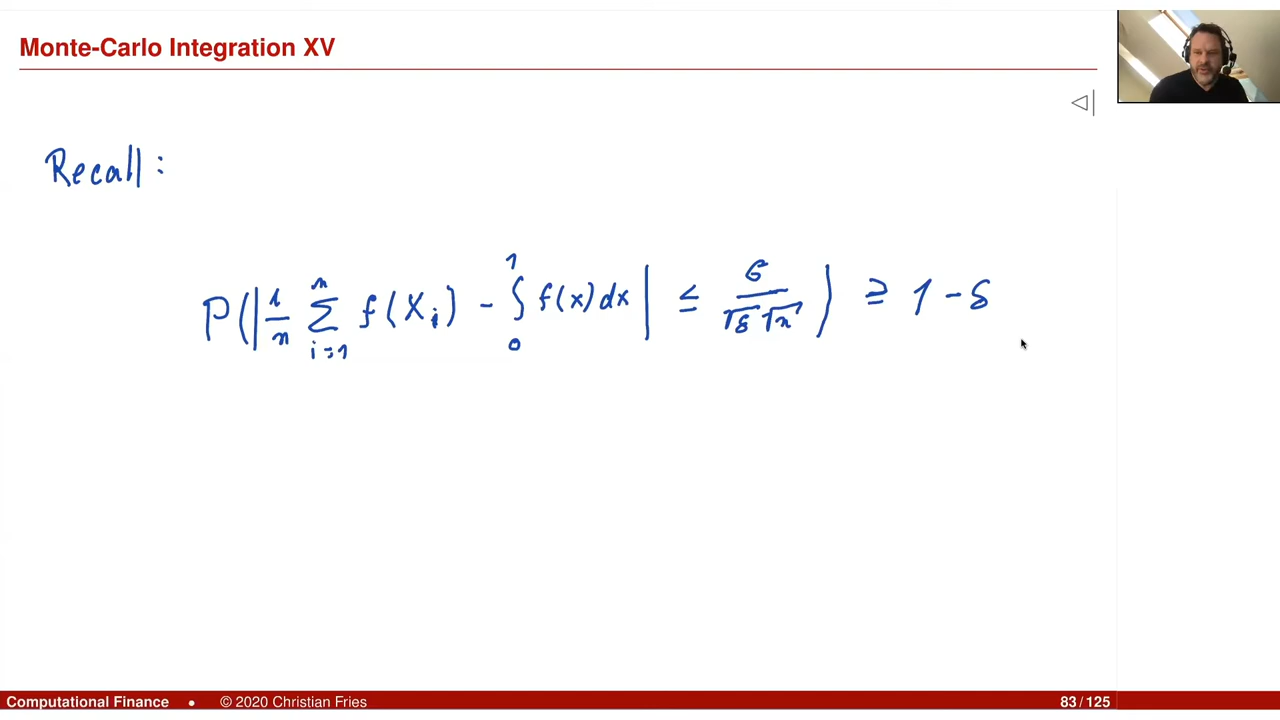 Monte-Carlo Integration XV
Recall:
P(|1/n ∑_{i=1}^{n} f(X_i) - ∫_0^1 f(x) dx| ≤ σ/(√δ √n)) ≥ 1 - δ
Computational Finance • © 2020 Christian Fries 83/125